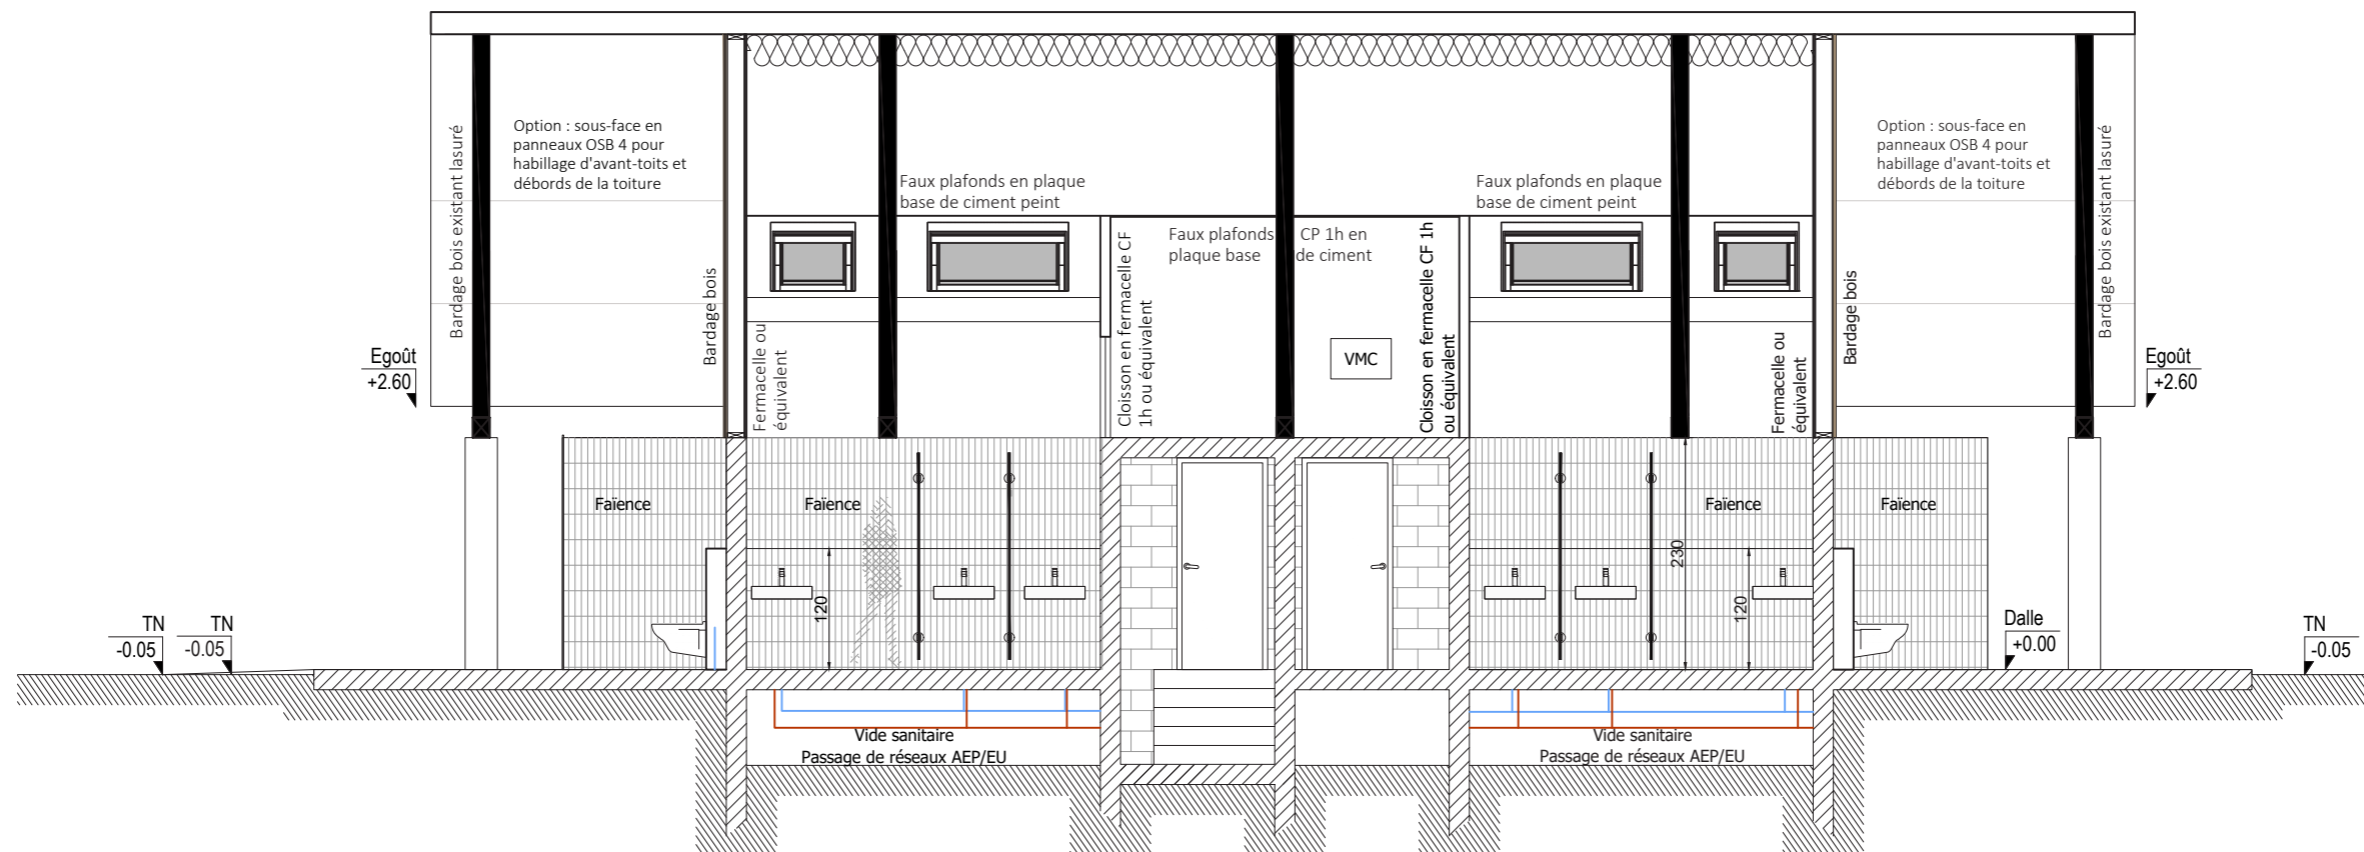 Bardage bois existant lasuré
Option : sous-face en
panneaux OSB 4 pour
habillage d'avant-toits et
débords de la toiture
Bardage bois
Faux plafonds en plaque
base de ciment peint
Faux plafonds CP 1h en
plaque base de ciment
Faux plafonds en plaque
base de ciment peint
Option : sous-face en
panneaux OSB 4 pour
habillage d'avant-toits et
débords de la toiture
Bardage bois existant lasuré
Bardage bois
Fermacelle ou
équivalent
Cloisson en fermacelle CF
1h ou équivalent
VMC
Cloisson en fermacelle CF 1h
ou équivalent
Fermacelle ou
équivalent
Egoût
+2.60
Egoût
+2.60
Faïence
Faïence
Faïence
Faïence
120
230
120
TN
-0.05
TN
-0.05
Dalle
+0.00
TN
-0.05
Vide sanitaire
Passage de réseaux AEP/EU
Vide sanitaire
Passage de réseaux AEP/EU